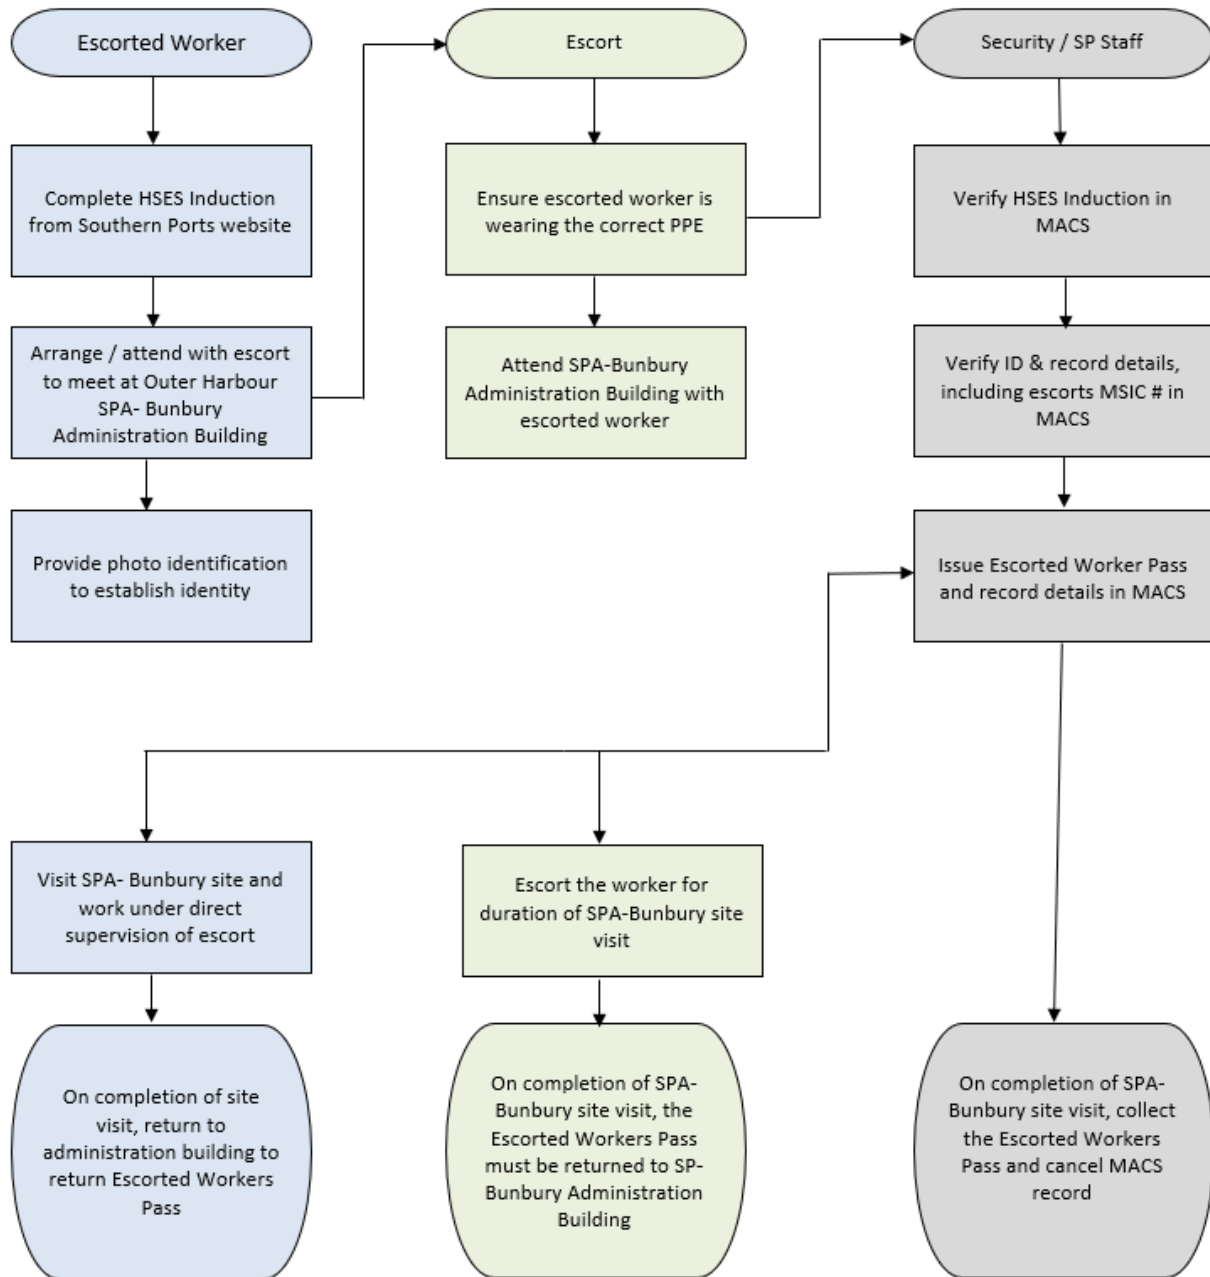 Escorted Worker
Escort
Security / SP Staff
Complete HSES Induction
from Southern Ports website
Ensure escorted worker is
wearing the correct PPE
Verify HSES Induction in
MACS
Arrange / attend with escort
to meet at Outer Harbour
SPA- Bunbury
Administration Building
Attend SPA-Bunbury
Administration Building with
escorted worker
Verify ID & record details,
including escorts MSIC # in
MACS
Provide photo identification
to establish identity
Issue Escorted Worker Pass
and record details in MACS
Visit SPA- Bunbury site and
work under direct
supervision of escort
Escort the worker for
duration of SPA-Bunbury site
visit
On completion of site
visit, return to
administration building to
return Escorted Workers
Pass
On completion of SPA-
Bunbury site visit, the
Escorted Workers Pass
must be returned to SP-
Bunbury Administration
Building
On completion of SPA-
Bunbury site visit, collect
the Escorted Workers
Pass and cancel MACS
record